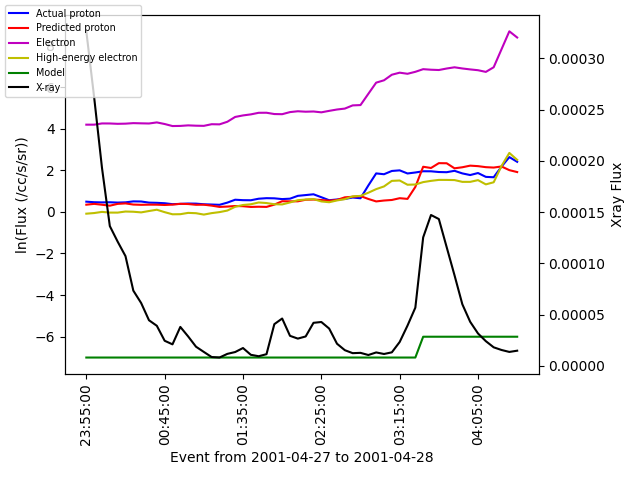 Actual proton
Predicted proton
Electron
High-energy electron
Model
X-ray
8
6
4
2
0
−2
−4
−6
ln(Flux (/cc/s/sr))
0.00030
0.00025
0.00020
0.00015
0.00010
0.00005
0.00000
Xray Flux
23:55:00
00:45:00
01:35:00
02:25:00
03:15:00
04:05:00
Event from 2001-04-27 to 2001-04-28